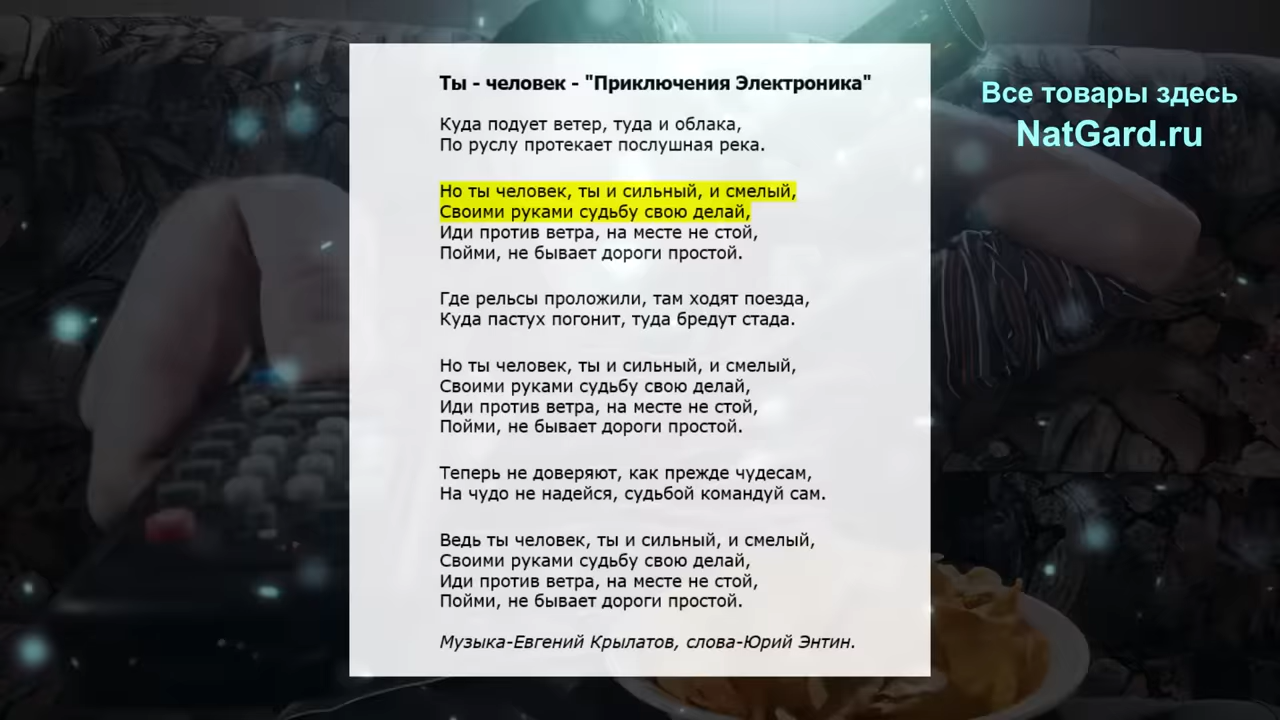 Ты - человек - "Приключения Электроника"
Куда подует ветер, туда и облака,
По руслу протекает послушная река.
Но ты человек, ты и сильный, и смелый,
Своими руками судьбу свою делай,
Иди против ветра, на месте не стой,
Пойми, не бывает дороги простой.
Где рельсы проложили, там ходят поезда,
Куда пастух погонит, туда бредут стада.
Но ты человек, ты и сильный, и смелый,
Своими руками судьбу свою делай,
Иди против ветра, на месте не стой,
Пойми, не бывает дороги простой.
Теперь не доверяют, как прежде чудесам,
На чудо не надейся, судьбой командуй сам.
Ведь ты человек, ты и сильный, и смелый,
Своими руками судьбу свою делай,
Иди против ветра, на месте не стой,
Пойми, не бывает дороги простой.
Музыка-Евгений Крылатов, слова-Юрий Энтин.
Все товары здесь
NatGard.ru